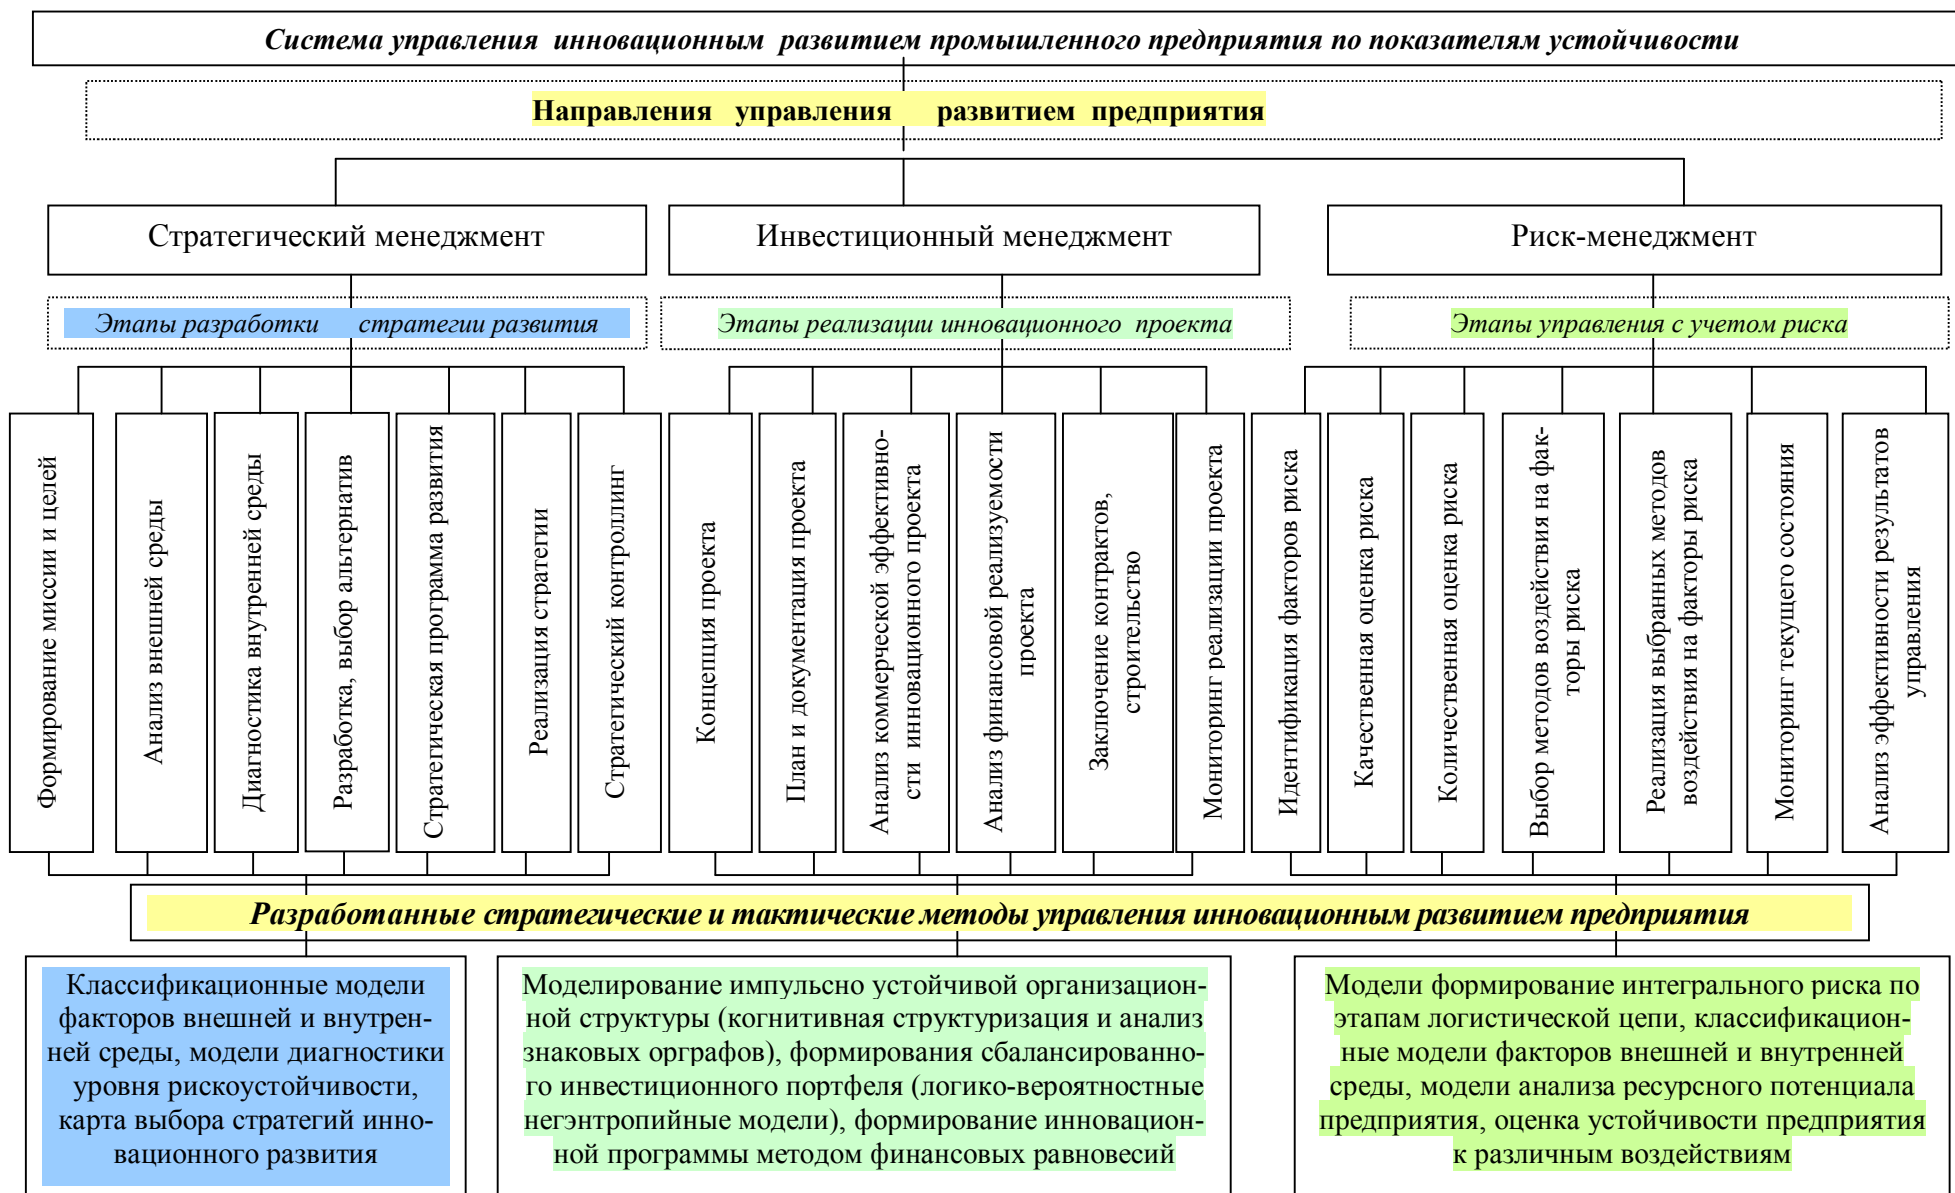 Система управления инновационным развитием промышленного предприятия по показателям устойчивости
Направления управления развитием предприятия
Стратегический менеджмент
Инвестиционный менеджмент
Риск-менеджмент
Этапы разработки стратегии развития
Этапы реализации инновационного проекта
Этапы управления с учетом риска
Формирование миссии и целей
Анализ внешней среды
Диагностика внутренней среды
Разработка, выбор альтернатив
Стратегическая программа развития
Реализация стратегии
Стратегический контроллинг
Концепция проекта
План и документация проекта
Анализ коммерческой эффективно-
сти инновационного проекта
Анализ финансовой реализуемости
проекта
Заключение контрактов,
строительство
Мониторинг реализации проекта
Идентификация факторов риска
Качественная оценка риска
Количественная оценка риска
Выбор методов воздействия на фак-
торы риска
Реализация выбранных методов
воздействия на факторы риска
Мониторинг текущего состояния
Анализ эффективности результатов
управления
Разработанные стратегические и тактические методы управления инновационным развитием предприятия
Классификационные модели
факторов внешней и внутрен-
ней среды, модели диагностики
уровня рискоустойчивости,
карта выбора стратегий инно-
вационного развития
Моделирование импульсно устойчивой организацион-
ной структуры (когнитивная структуризация и анализ
знаковых орграфов), формирования сбалансированно-
го инвестиционного портфеля (логико-вероятностные
негэнтропийные модели), формирование инновацион-
ной программы методом финансовых равновесий
Модели формирование интегрального риска по
этапам логистической цепи, классификацион-
ные модели факторов внешней и внутренней
среды, модели анализа ресурсного потенциала
предприятия, оценка устойчивости предприятия
к различным воздействиям